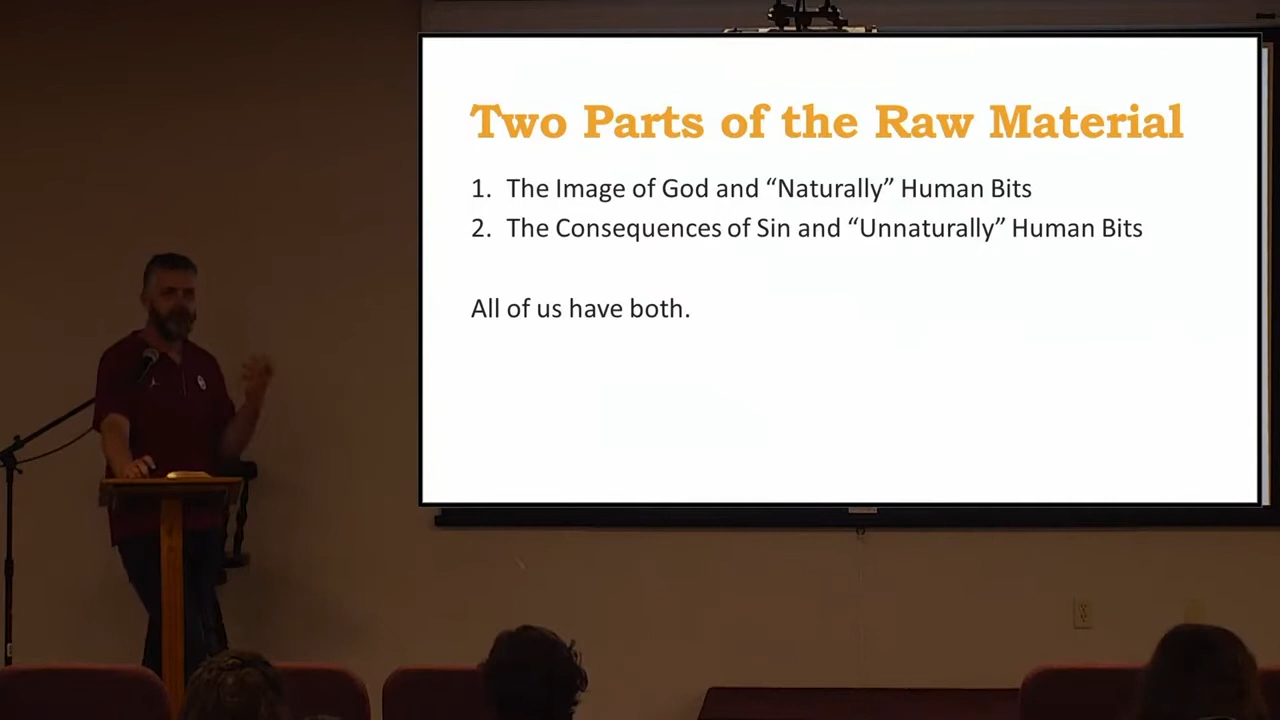 Two Parts of the Raw Material
1. The Image of God and “Naturally” Human Bits
2. The Consequences of Sin and “Unnaturally” Human Bits
All of us have both.